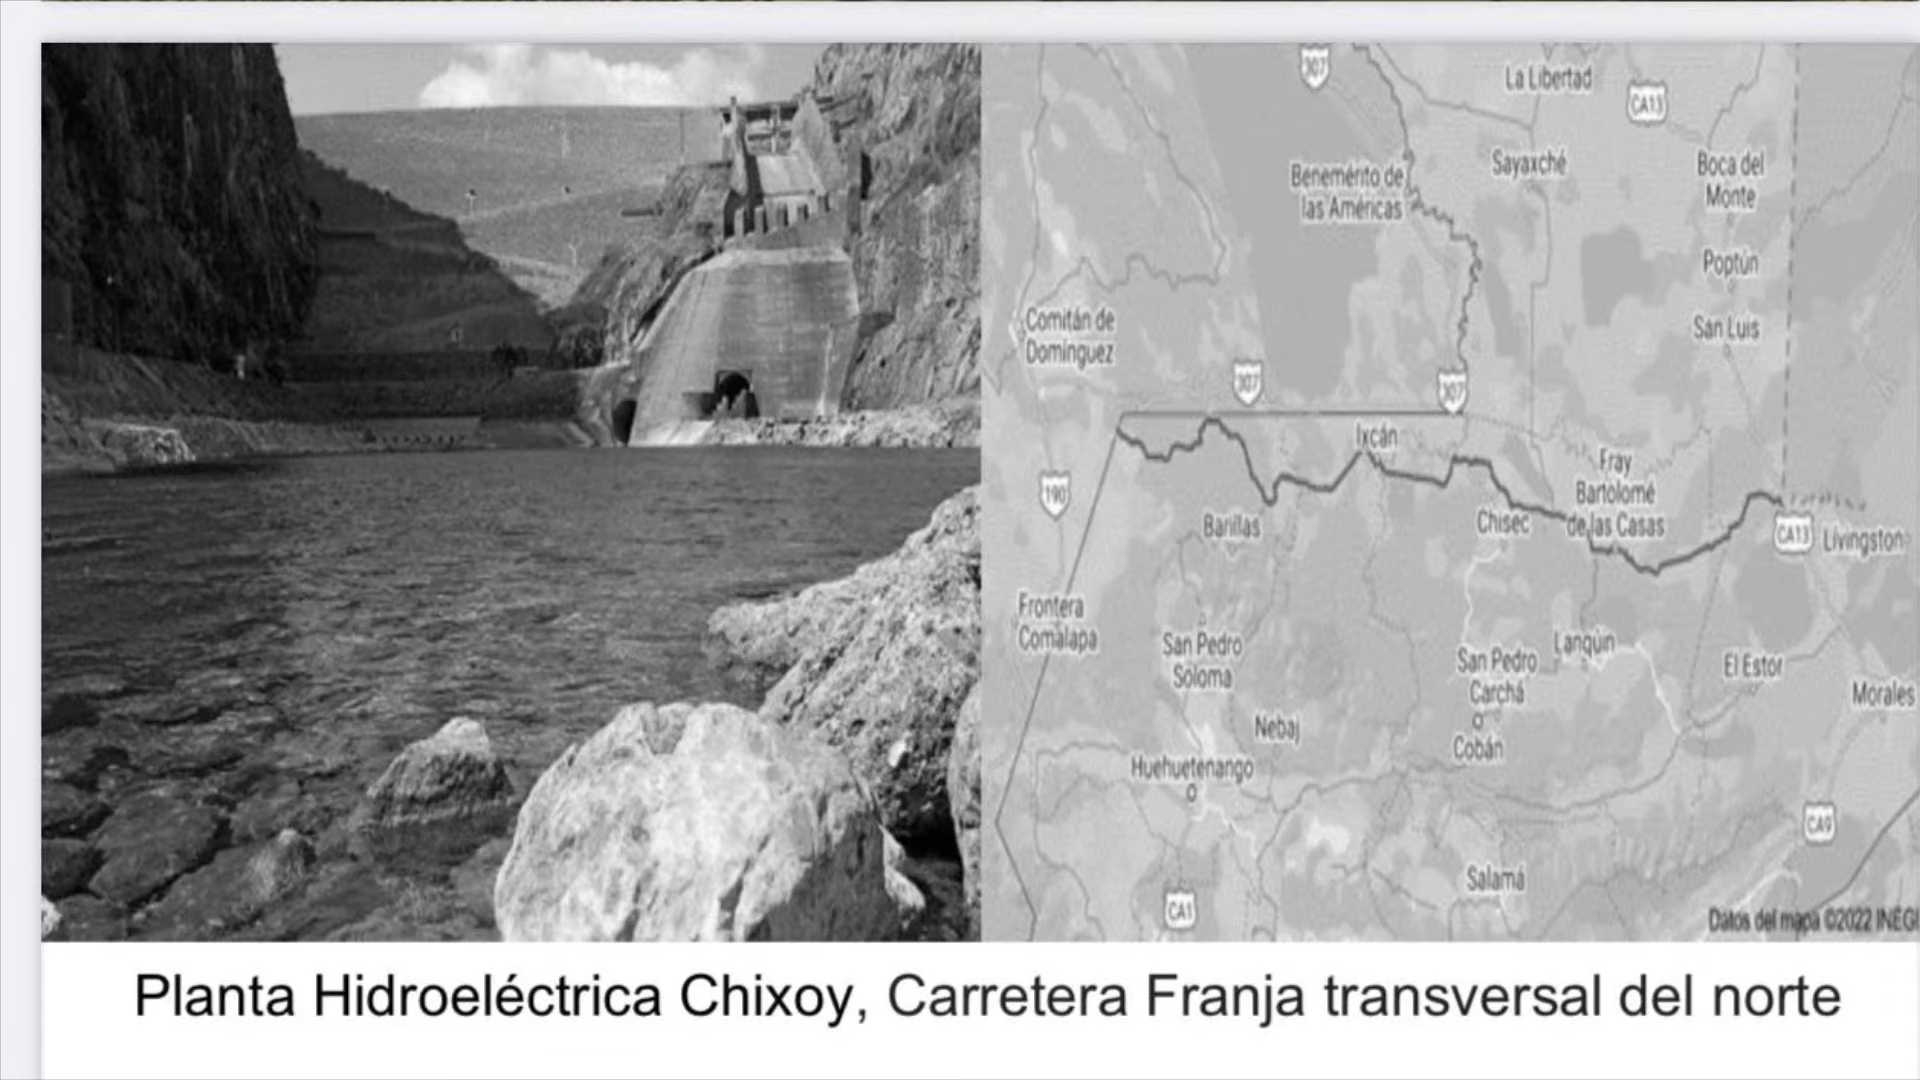 307
La Libertad
CA13
Benemérito de
las Américas
Sayaxché
Boca del
Monte
Poptún
San Luis
Comitán de
Domínguez
307
307
Ixcán
Fray
Bartolomé
de las Casas
190
Barillas
Chisec
CA13
Livingston
Frontera
Comalapa
San Pedro
Soloma
San Pedro
Carchá
Lanquín
El Estor
Morales
Nebaj
Cobán
Huehuetenango
CA9
Salamá
CA1
Datos del mapa ©2022 INEGI
Planta Hidroeléctrica Chixoy, Carretera Franja transversal del norte